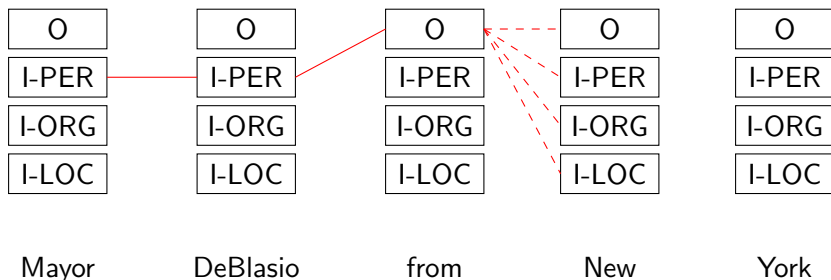 O O O O O
I-PER I-PER I-PER I-PER I-PER
I-ORG I-ORG I-ORG I-ORG I-ORG
I-LOC I-LOC I-LOC I-LOC I-LOC
Mayor DeBlasio from New York